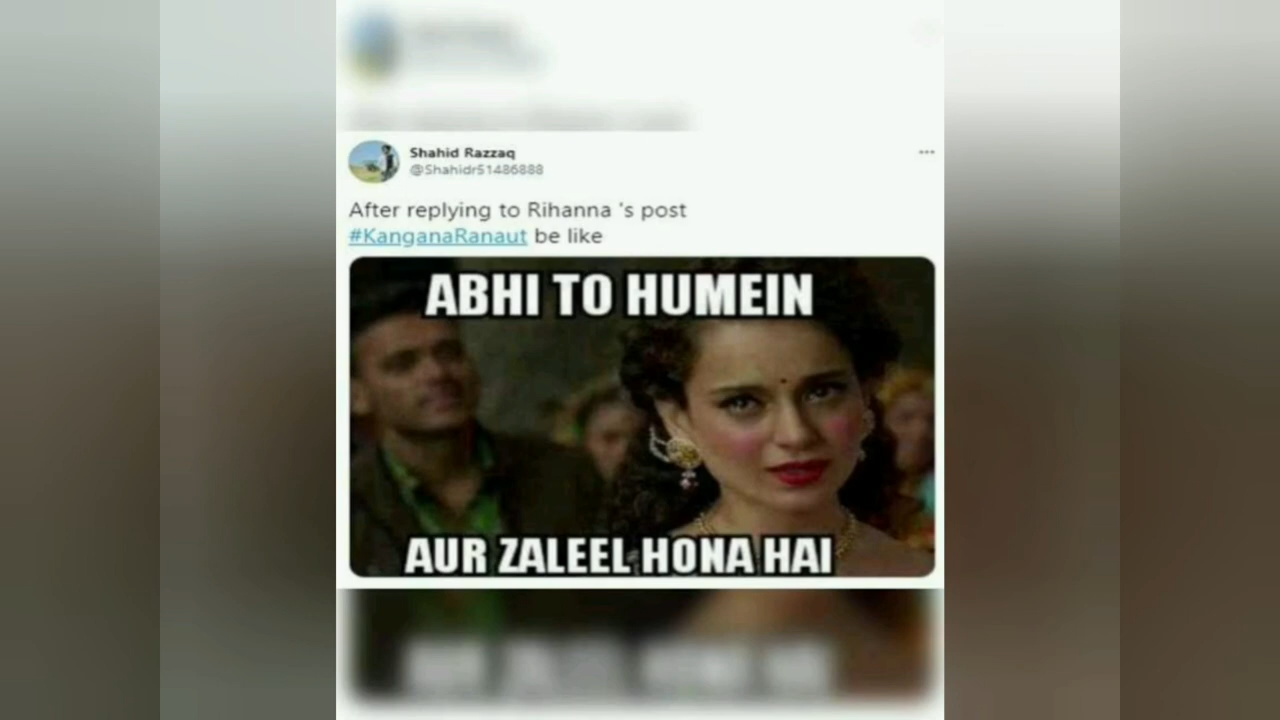 Shahid Razzaq
@Shahidr51486888
After replying to Rihanna 's post
#KanganaRanaut be like
ABHI TO HUMEIN
AUR ZALEEL HONA HAI